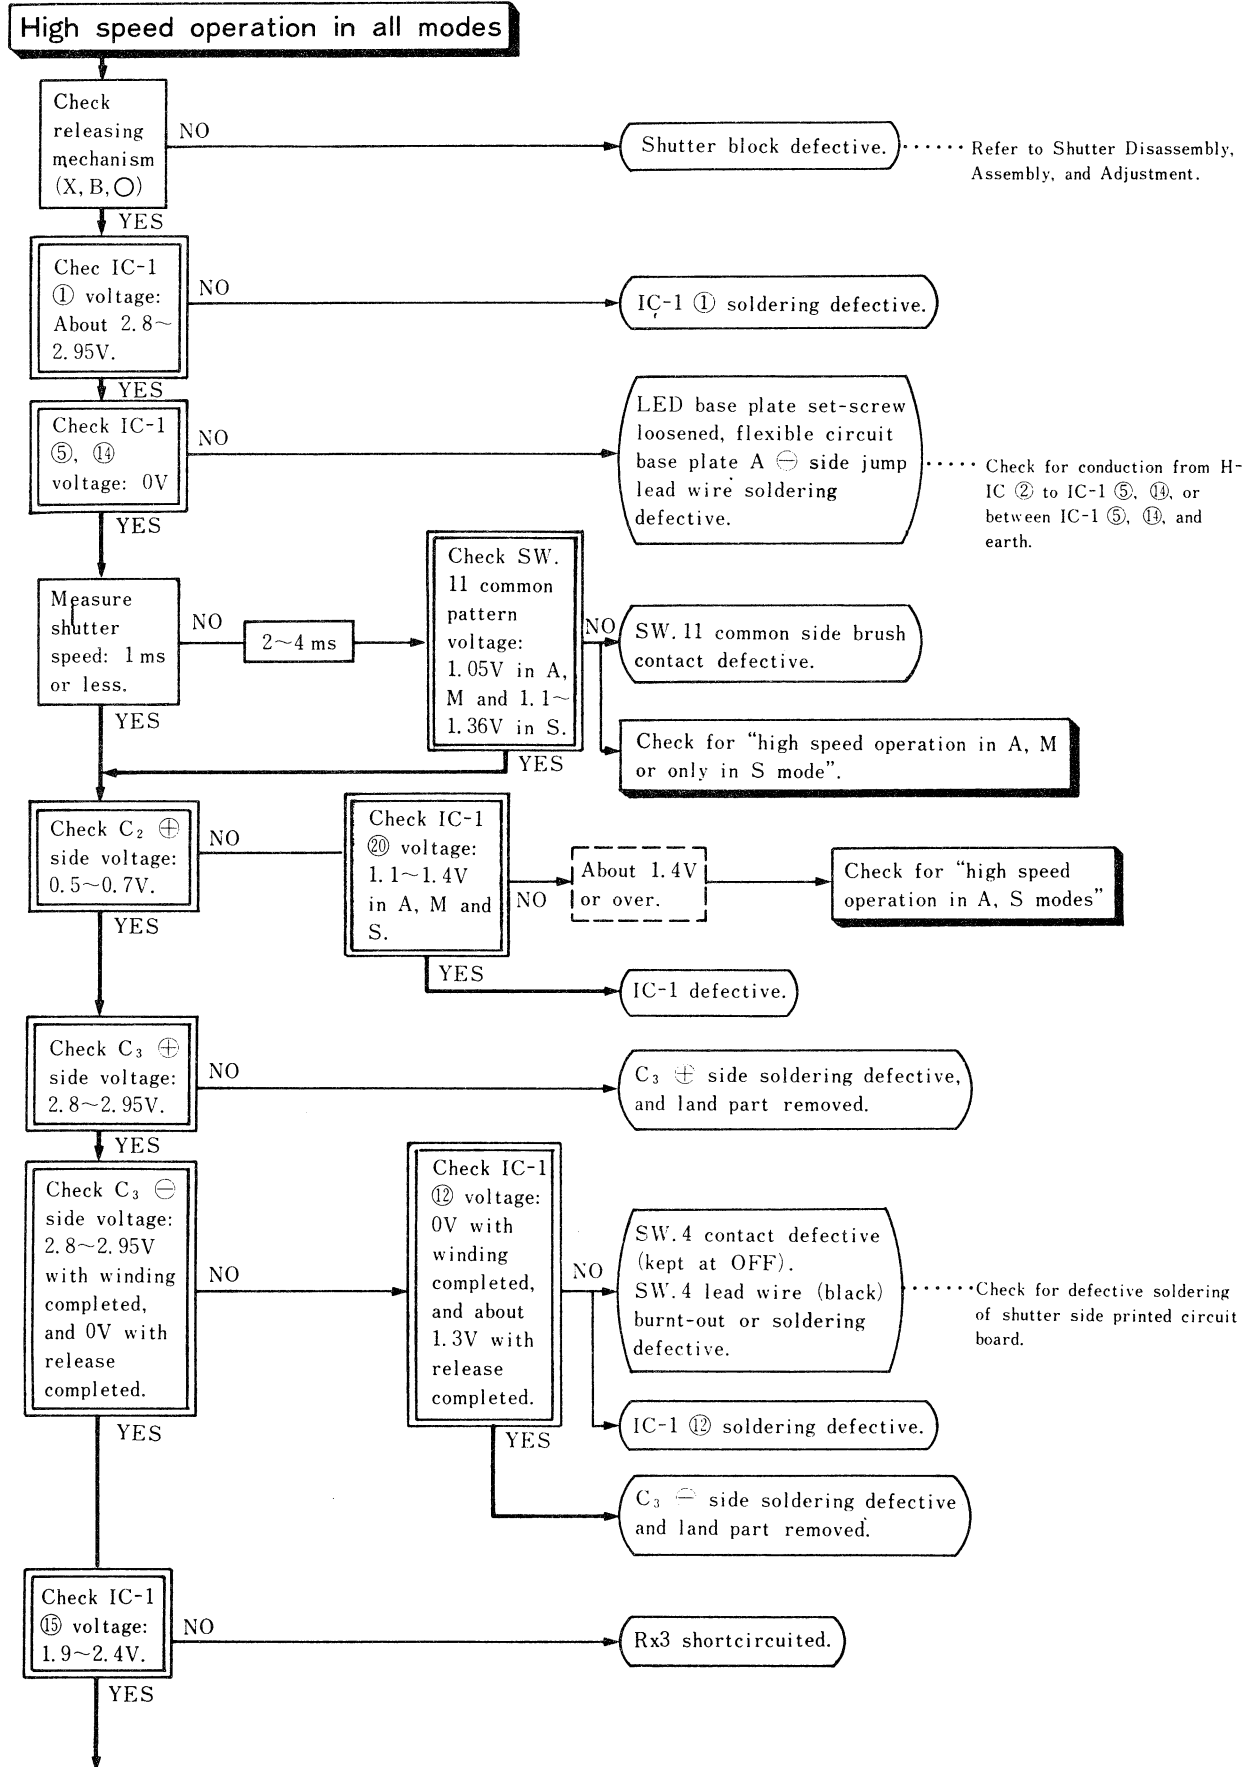 High speed operation in all modes
Check
releasing
mechanism
(X, B, ○)
NO
Shutter block defective.
······ Refer to Shutter Disassembly,
Assembly, and Adjustment.
YES
Chec IC-1
① voltage:
About 2.8~
2.95V.
NO
IC-1 ① soldering defective.
YES
Check IC-1
⑤, ⑭
voltage: 0V
NO
LED base plate set-screw
loosened, flexible circuit
base plate A ⊖ side jump
lead wire soldering
defective.
····· Check for conduction from H-
IC ② to IC-1 ⑤, ⑭, or
between IC-1 ⑤, ⑭, and
earth.
YES
Measure
shutter
speed: 1ms
or less.
NO
2~4 ms
Check SW.
11 common
pattern
voltage:
1.05V in A,
M and 1.1~
1.36V in S.
NO
SW.11 common side brush
contact defective.
Check for "high speed operation in A, M
or only in S mode".
YES
YES
Check C₂ ⊕
side voltage:
0.5~0.7V.
NO
Check IC-1
⑳ voltage:
1.1~1.4V
in A, M and
S.
NO
About 1.4V
or over.
Check for "high speed
operation in A, S modes"
YES
YES
IC-1 defective.
Check C₃ ⊕
side voltage:
2.8~2.95V.
NO
C₃ ⊕ side soldering defective,
and land part removed.
YES
Check C₃ ⊖
side voltage:
2.8~2.95V
with winding
completed,
and 0V with
release
completed.
NO
Check IC-1
⑫ voltage:
0V with
winding
completed,
and about
1.3V with
release
completed.
NO
SW.4 contact defective
(kept at OFF).
SW.4 lead wire (black)
burnt-out or soldering
defective.
······Check for defective soldering
of shutter side printed circuit
board.
IC-1 ⑫ soldering defective.
YES
YES
C₃ ⊖ side soldering defective
and land part removed.
Check IC-1
⑮ voltage:
1.9~2.4V.
NO
Rx3 shortcircuited.
YES